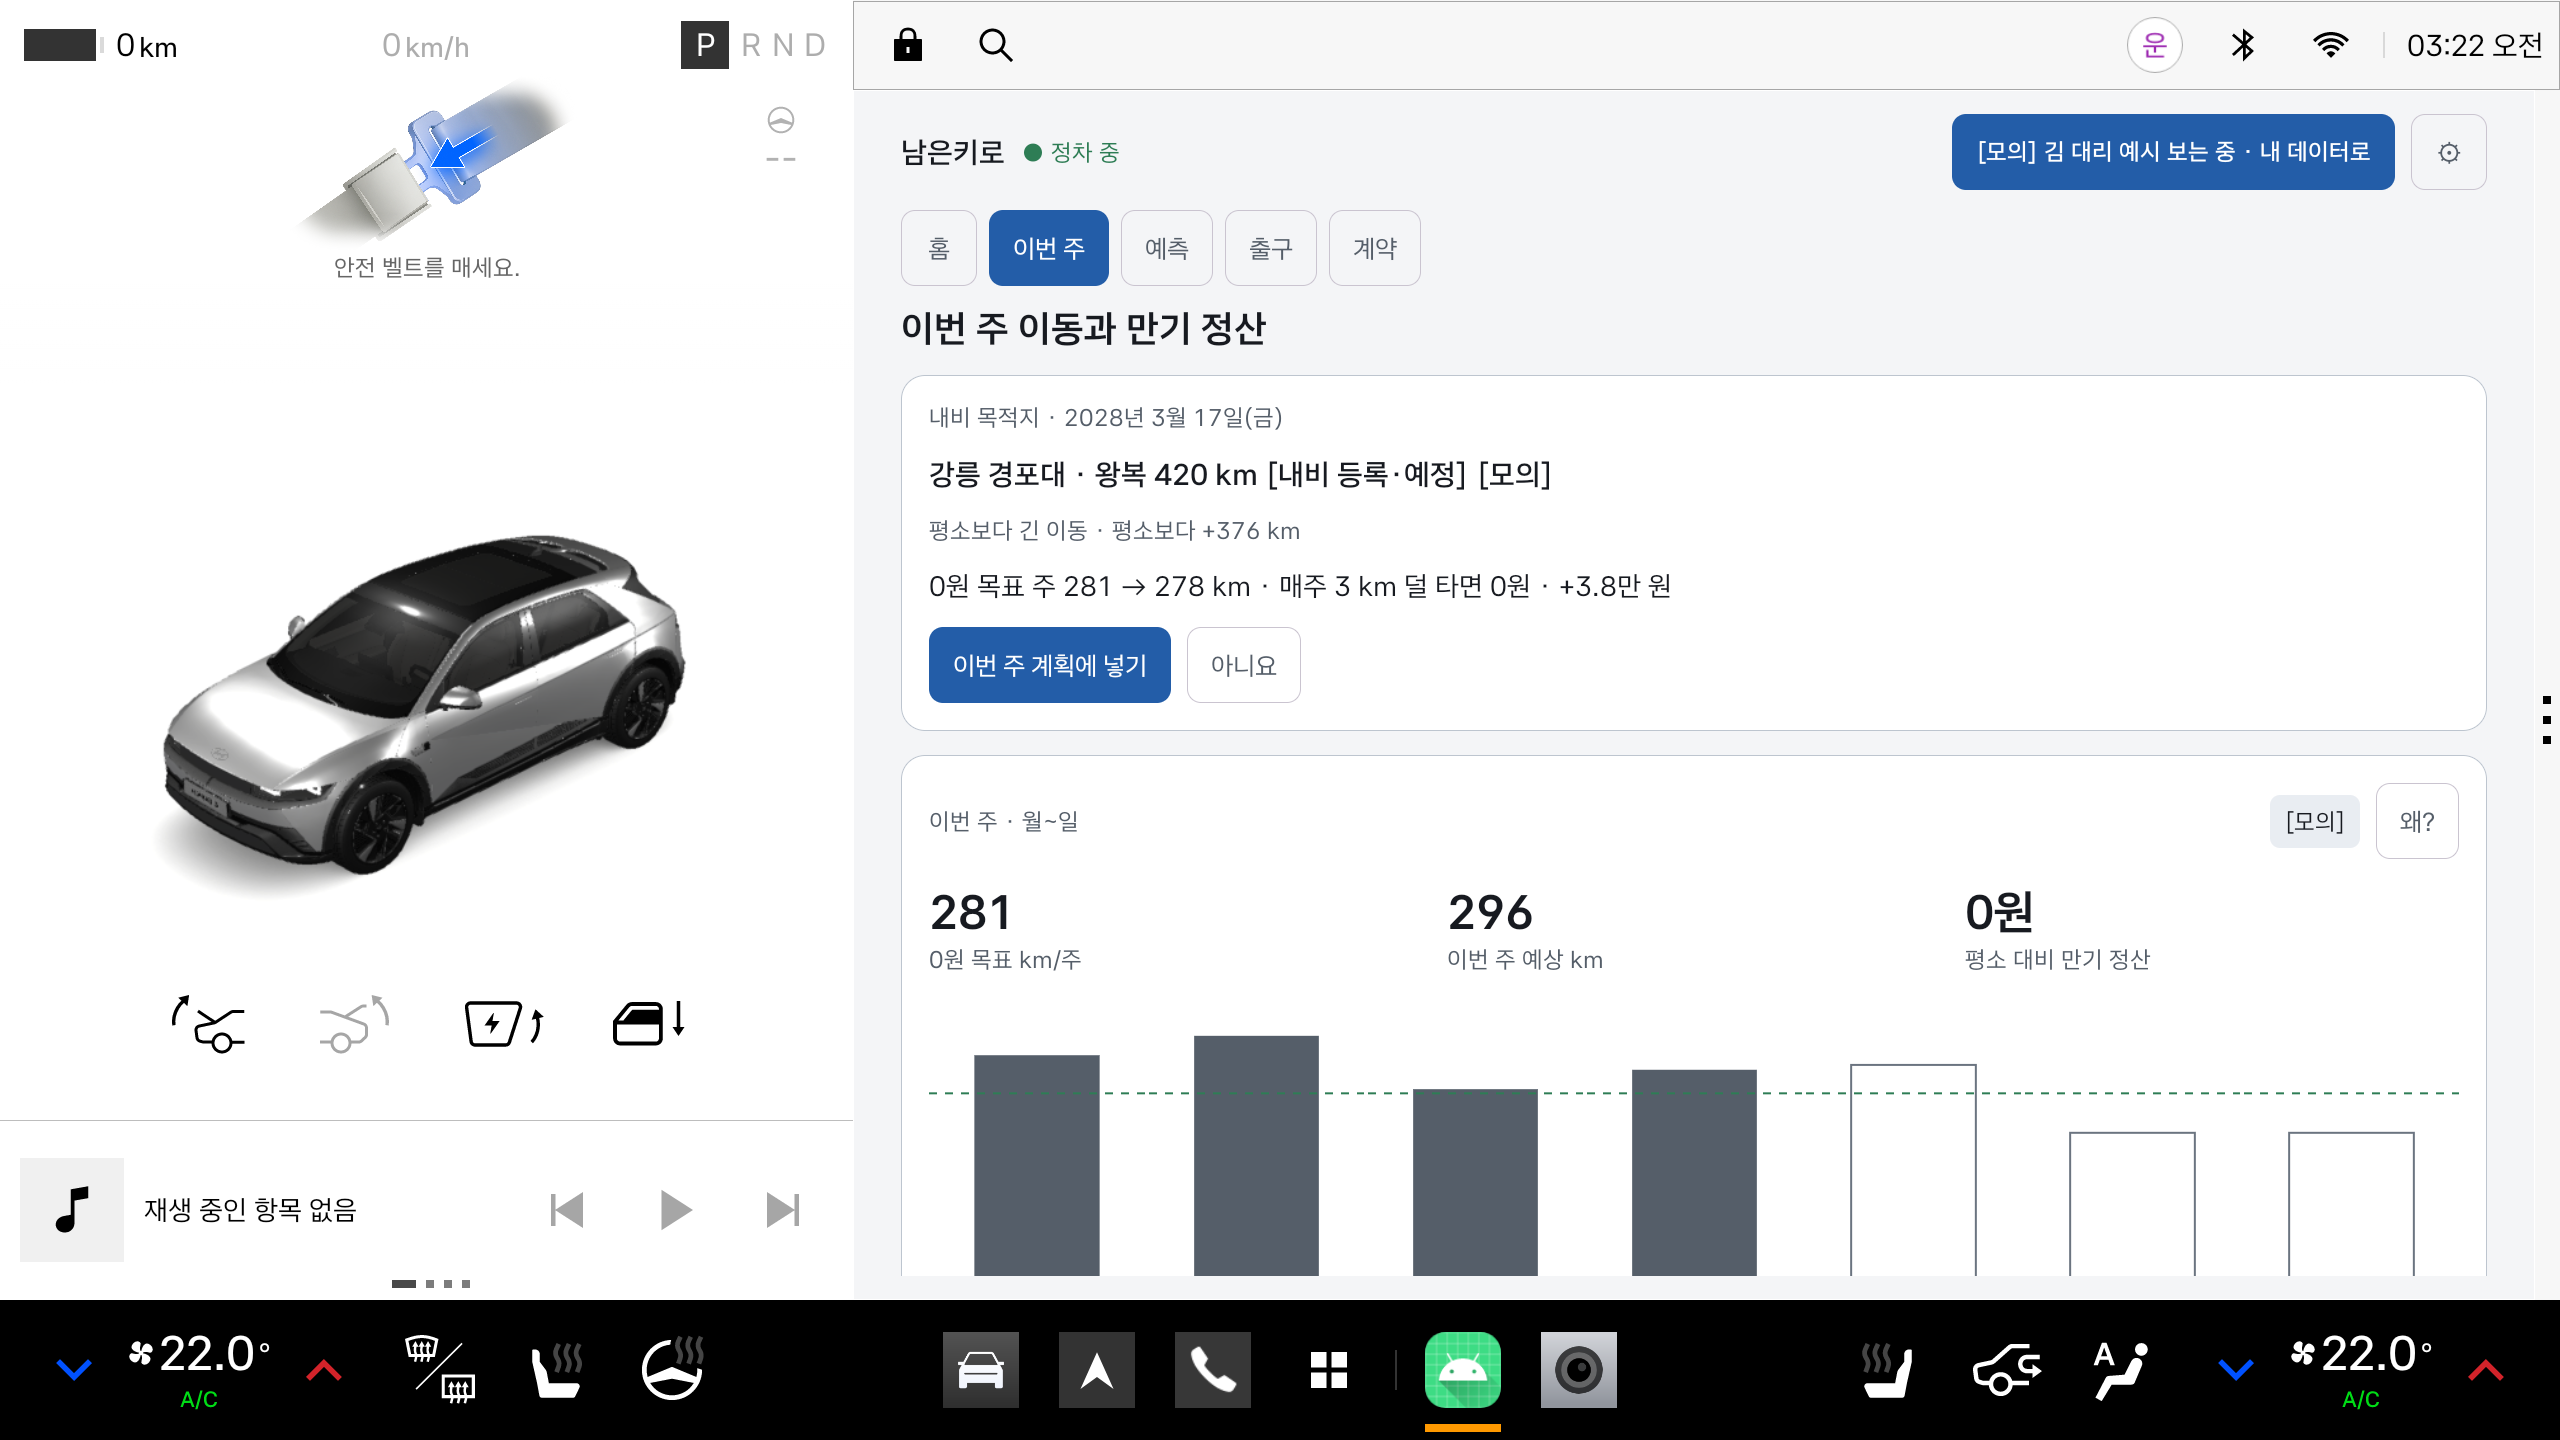 0 km
0 km/h
P R N D
안전 벨트를 매세요.
재생 중인 항목 없음
운
03:22 오전
남은키로
정차 중
[모의] 김 대리 예시 보는 중 · 내 데이터로
홈
이번 주
예측
출구
계약
이번 주 이동과 만기 정산
내비 목적지 · 2028년 3월 17일(금)
강릉 경포대 · 왕복 420 km [내비 등록·예정] [모의]
평소보다 긴 이동 · 평소보다 +376 km
0원 목표 주 281 → 278 km · 매주 3 km 덜 타면 0원 · +3.8만 원
이번 주 계획에 넣기
아니요
이번 주 · 월~일
[모의]
왜?
281
0원 목표 km/주
296
이번 주 예상 km
0원
평소 대비 만기 정산
22.0°
A/C
A
22.0°
A/C